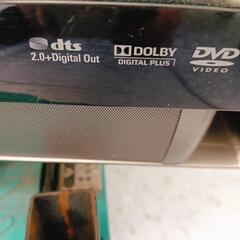 dts
2.0+Digital Out
DOLBY
DIGITAL PLUS
DVD
VIDEO